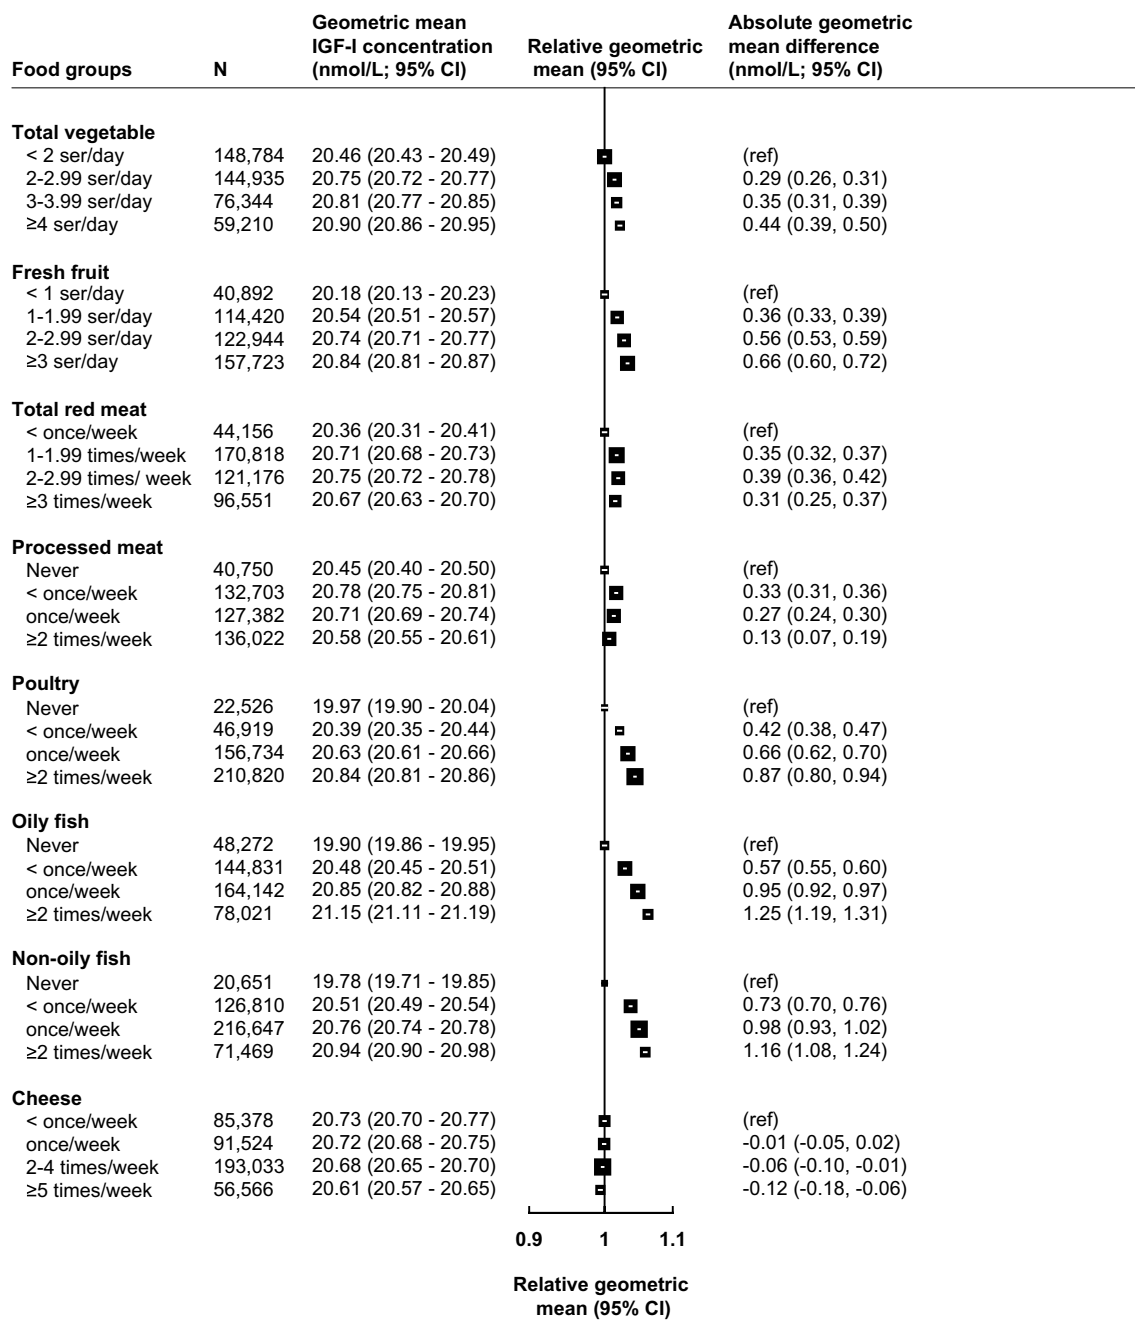 Geometric mean
IGF-I concentration Relative geometric
Absolute geometric
mean difference
Food groups N (nmol/L; 95% CI) mean (95% CI) (nmol/L; 95% CI)
Total vegetable
< 2 ser/day 148,784 20.46 (20.43 - 20.49) (ref)
2-2.99 ser/day 144,935 20.75 (20.72 - 20.77) 0.29 (0.26, 0.31)
3-3.99 ser/day 76,344 20.81 (20.77 - 20.85) 0.35 (0.31, 0.39)
≥4 ser/day 59,210 20.90 (20.86 - 20.95) 0.44 (0.39, 0.50)
Fresh fruit
< 1 ser/day 40,892 20.18 (20.13 - 20.23) (ref)
1-1.99 ser/day 114,420 20.54 (20.51 - 20.57) 0.36 (0.33, 0.39)
2-2.99 ser/day 122,944 20.74 (20.71 - 20.77) 0.56 (0.53, 0.59)
≥3 ser/day 157,723 20.84 (20.81 - 20.87) 0.66 (0.60, 0.72)
Total red meat
< once/week 44,156 20.36 (20.31 - 20.41) (ref)
1-1.99 times/week 170,818 20.71 (20.68 - 20.73) 0.35 (0.32, 0.37)
2-2.99 times/ week 121,176 20.75 (20.72 - 20.78) 0.39 (0.36, 0.42)
≥3 times/week 96,551 20.67 (20.63 - 20.70) 0.31 (0.25, 0.37)
Processed meat
Never 40,750 20.45 (20.40 - 20.50) (ref)
< once/week 132,703 20.78 (20.75 - 20.81) 0.33 (0.31, 0.36)
once/week 127,382 20.71 (20.69 - 20.74) 0.27 (0.24, 0.30)
≥2 times/week 136,022 20.58 (20.55 - 20.61) 0.13 (0.07, 0.19)
Poultry
Never 22,526 19.97 (19.90 - 20.04) (ref)
< once/week 46,919 20.39 (20.35 - 20.44) 0.42 (0.38, 0.47)
once/week 156,734 20.63 (20.61 - 20.66) 0.66 (0.62, 0.70)
≥2 times/week 210,820 20.84 (20.81 - 20.86) 0.87 (0.80, 0.94)
Oily fish
Never 48,272 19.90 (19.86 - 19.95) (ref)
< once/week 144,831 20.48 (20.45 - 20.51) 0.57 (0.55, 0.60)
once/week 164,142 20.85 (20.82 - 20.88) 0.95 (0.92, 0.97)
≥2 times/week 78,021 21.15 (21.11 - 21.19) 1.25 (1.19, 1.31)
Non-oily fish
Never 20,651 19.78 (19.71 - 19.85) (ref)
< once/week 126,810 20.51 (20.49 - 20.54) 0.73 (0.70, 0.76)
once/week 216,647 20.76 (20.74 - 20.78) 0.98 (0.93, 1.02)
≥2 times/week 71,469 20.94 (20.90 - 20.98) 1.16 (1.08, 1.24)
Cheese
< once/week 85,378 20.73 (20.70 - 20.77) (ref)
once/week 91,524 20.72 (20.68 - 20.75) -0.01 (-0.05, 0.02)
2-4 times/week 193,033 20.68 (20.65 - 20.70) -0.06 (-0.10, -0.01)
≥5 times/week 56,566 20.61 (20.57 - 20.65) -0.12 (-0.18, -0.06)
0.9 1 1.1
Relative geometric
mean (95% CI)